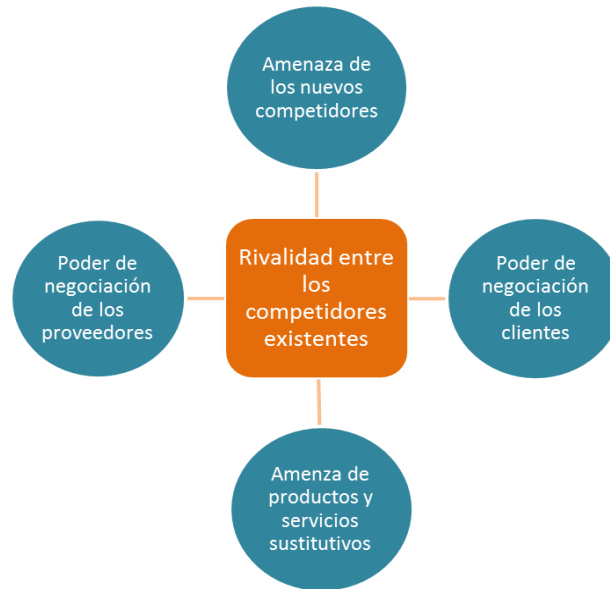 Amenaza de
los nuevos
competidores
Poder de
negociación
de los
proveedores
Rivalidad entre
los
competidores
existentes
Poder de
negociación
de los
clientes
Amenza de
productos y
servicios
sustitutivos